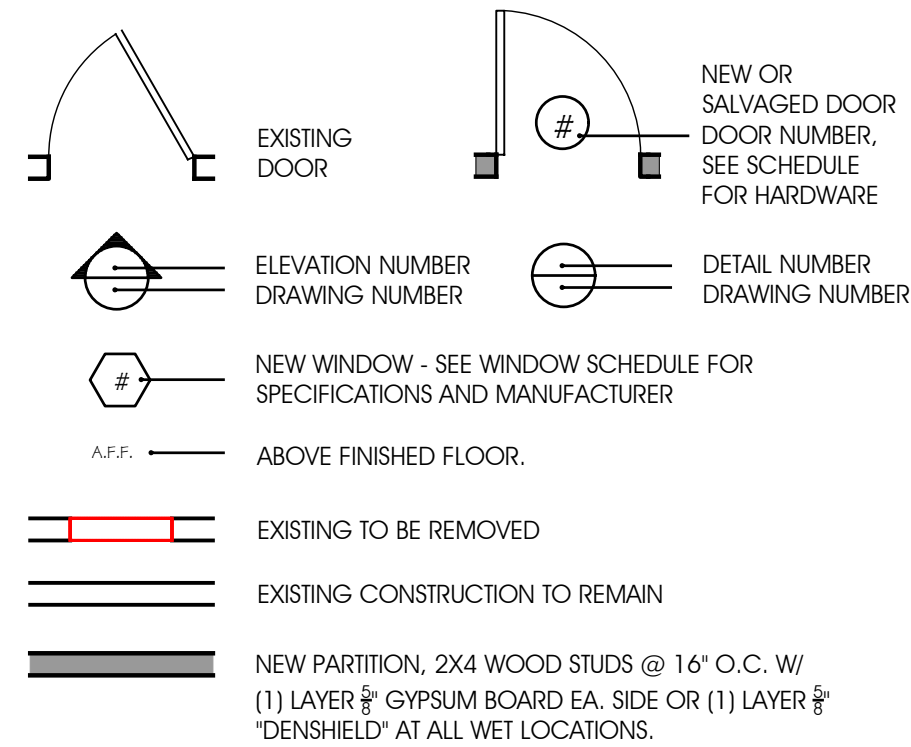 EXISTING
DOOR
#
NEW OR
SALVAGED DOOR
DOOR NUMBER,
SEE SCHEDULE
FOR HARDWARE
ELEVATION NUMBER
DRAWING NUMBER
DETAIL NUMBER
DRAWING NUMBER
#
NEW WINDOW - SEE WINDOW SCHEDULE FOR
SPECIFICATIONS AND MANUFACTURER
A.F.F.
ABOVE FINISHED FLOOR.
EXISTING TO BE REMOVED
EXISTING CONSTRUCTION TO REMAIN
NEW PARTITION, 2X4 WOOD STUDS @ 16" O.C. W/
(1) LAYER 5/8" GYPSUM BOARD EA. SIDE OR (1) LAYER 5/8"
"DENSHIELD" AT ALL WET LOCATIONS.